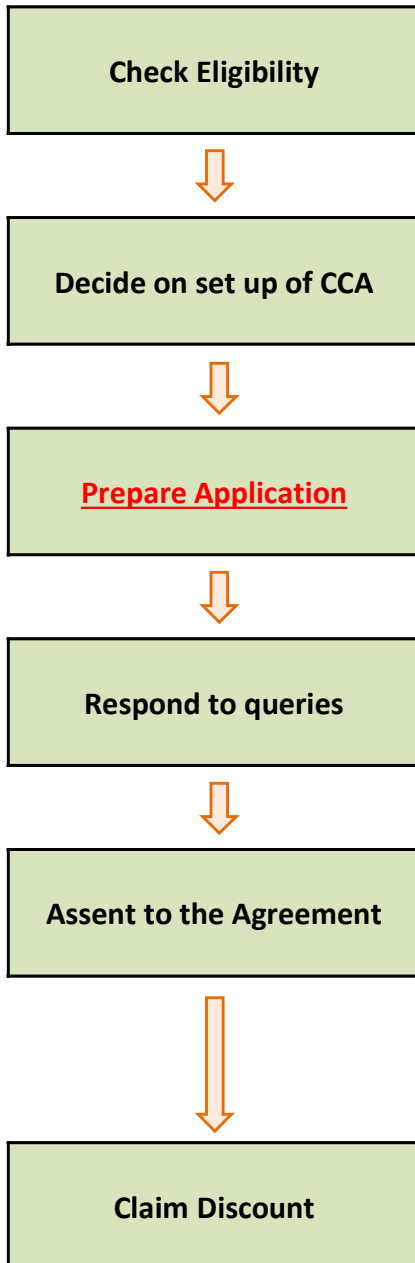 Check Eligibility
Decide on set up of CCA
Prepare Application
Respond to queries
Assent to the Agreement
Claim Discount